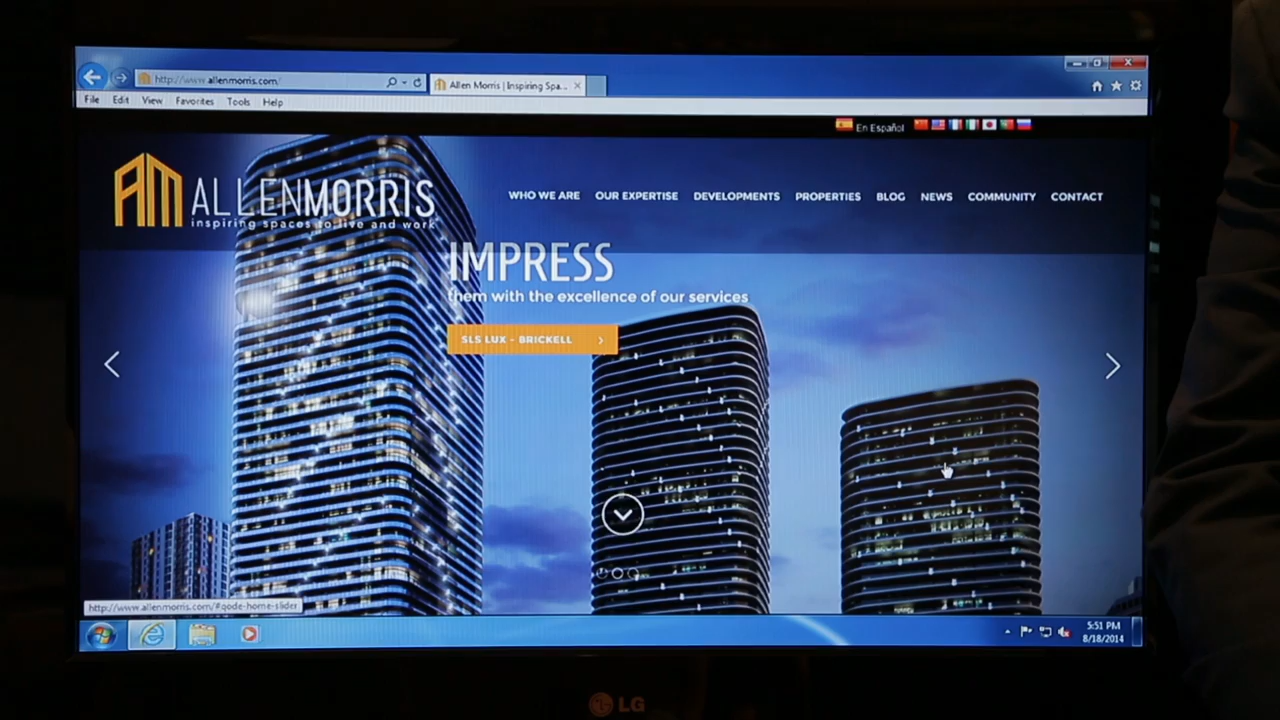 http://www.allenmorris.com/
Allen Morris | Inspiring Spa...
File Edit View Favorites Tools Help
En Español
AM ALLENMORRIS
inspiring spaces to live and work
WHO WE ARE OUR EXPERTISE DEVELOPMENTS PROPERTIES BLOG NEWS COMMUNITY CONTACT
IMPRESS
them with the excellence of our services
SLS LUX - BRICKELL
http://www.allenmorris.com/#qode-home-slider
5:51 PM
8/18/2014
LG